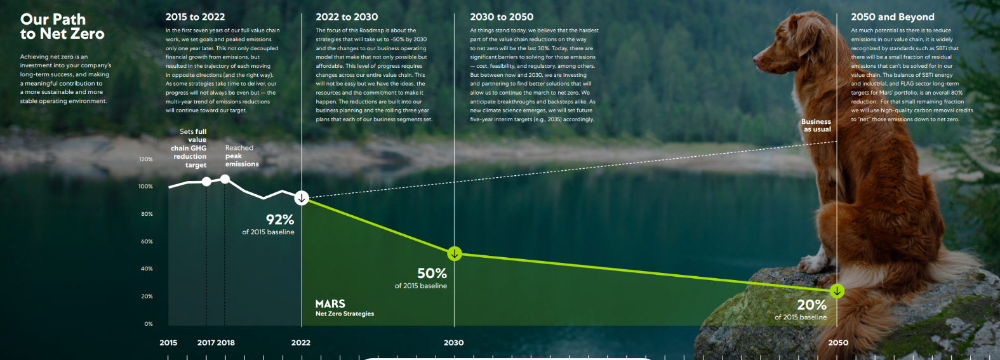 Our Path
to Net Zero
Achieving net zero is an
investment into your company's
long-term success, and making
a meaningful contribution to
a more sustainable and more
stable operating environment.
2015 to 2022
In the first seven years of our full value chain
work, we set goals and peaked emissions
only one year later. This not only decoupled
financial growth from emissions, but
resulted in the trajectory of each moving
in opposite directions (and the right way).
As some strategies take time to deliver, our
progress will not always be even but — the
multi-year trend of emissions reductions
will continue toward our target.
2022 to 2030
The focus of this Roadmap is about the
strategies that will take us to -50% by 2030
and the changes to our business operating
model that make that not only possible but
affordable. This level of progress requires
changes across our entire value chain. This
will not be easy but we have the ideas, the
resources and the commitment to make it
happen. The reductions are built into our
business planning and the rolling three year
plans that each of our business segments set.
2030 to 2050
As things stand today, we believe that the hardest
part of the value chain reductions on the way
to net zero will be the last 30%. Today, there are
significant barriers to solving for those emissions
— cost, feasibility, and regulatory, among others.
But between now and 2030, we are investing
and partnering to find better solutions that will
allow us to continue the march to net zero. We
anticipate breakthroughs and backsteps alike. As
new climate science emerges, we will set future
five-year interim targets (e.g., 2035) accordingly.
2050 and Beyond
As much potential as there is to reduce
emissions in our value chain, it is widely
recognized by standards such as SBTi that
there will be a small fraction of residual
emissions that can't be solved for in our
value chain. The balance of SBTi energy
and industrial, and FLAG sector long-term
targets for Mars' portfolio, is an overall 80%
reduction. For that small remaining fraction
we will use high-quality carbon removal credits
to "net" those emissions down to net zero.
Sets full
value
chain GHG
reduction
target
Reached
peak
emissions
Business
as usual
120%
100%
80%
60%
40%
20%
0%
92%
of 2015 baseline
50%
of 2015 baseline
20%
of 2015 baseline
MARS
Net Zero Strategies
2015
2017
2018
2022
2030
2050